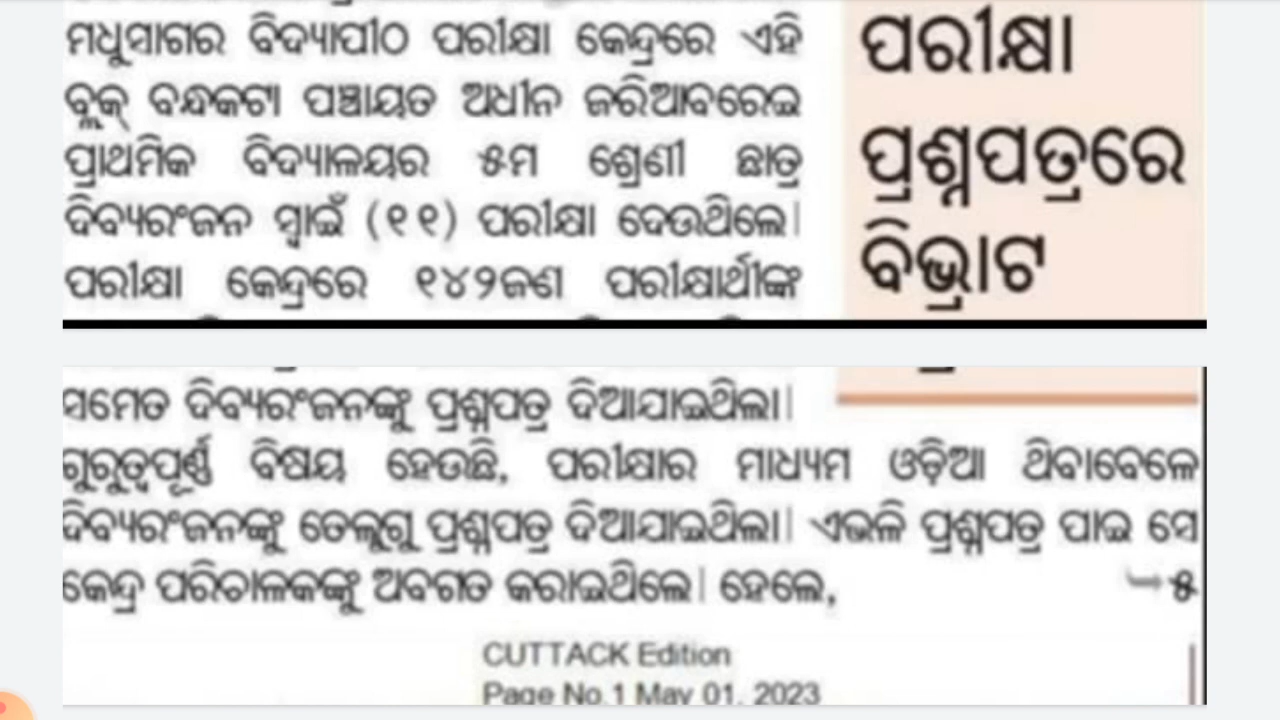 ମଧୁସାଗର ବିଦ୍ୟାପୀଠ ପରୀକ୍ଷା କେନ୍ଦ୍ରରେ ଏହି
ବ୍ଲକ୍ ବନ୍ଧକଟା ପଞ୍ଚାୟତ ଅଧୀନ ଜରିଆବରେଇ
ପ୍ରାଥମିକ ବିଦ୍ୟାଳୟର ୫ମ ଶ୍ରେଣୀ ଛାତ୍ର
ଦିବ୍ୟରଂଜନ ସ୍ୱାଇଁ (୧୧) ପରୀକ୍ଷା ଦେଉଥିଲେ।
ପରୀକ୍ଷା କେନ୍ଦ୍ରରେ ୧୪୨ଜଣ ପରୀକ୍ଷାର୍ଥୀଙ୍କ
ପରୀକ୍ଷା
ପ୍ରଶ୍ନପତ୍ରରେ
ବିଭ୍ରାଟ
ସମେତ ଦିବ୍ୟରଂଜନଙ୍କୁ ପ୍ରଶ୍ନପତ୍ର ଦିଆଯାଇଥିଲା।
ଗୁରୁତ୍ୱପୂର୍ଣ୍ଣ ବିଷୟ ହେଉଛି, ପରୀକ୍ଷାର ମାଧ୍ୟମ ଓଡ଼ିଆ ଥିବାବେଳେ
ଦିବ୍ୟରଂଜନଙ୍କୁ ତେଲୁଗୁ ପ୍ରଶ୍ନପତ୍ର ଦିଆଯାଇଥିଲା। ଏଭଳି ପ୍ରଶ୍ନପତ୍ର ପାଇ ସେ
କେନ୍ଦ୍ର ପରିଚାଳକଙ୍କୁ ଅବଗତ କରାଇଥିଲେ। ହେଲେ, ୫
CUTTACK Edition
Page No.1 May 01, 2023